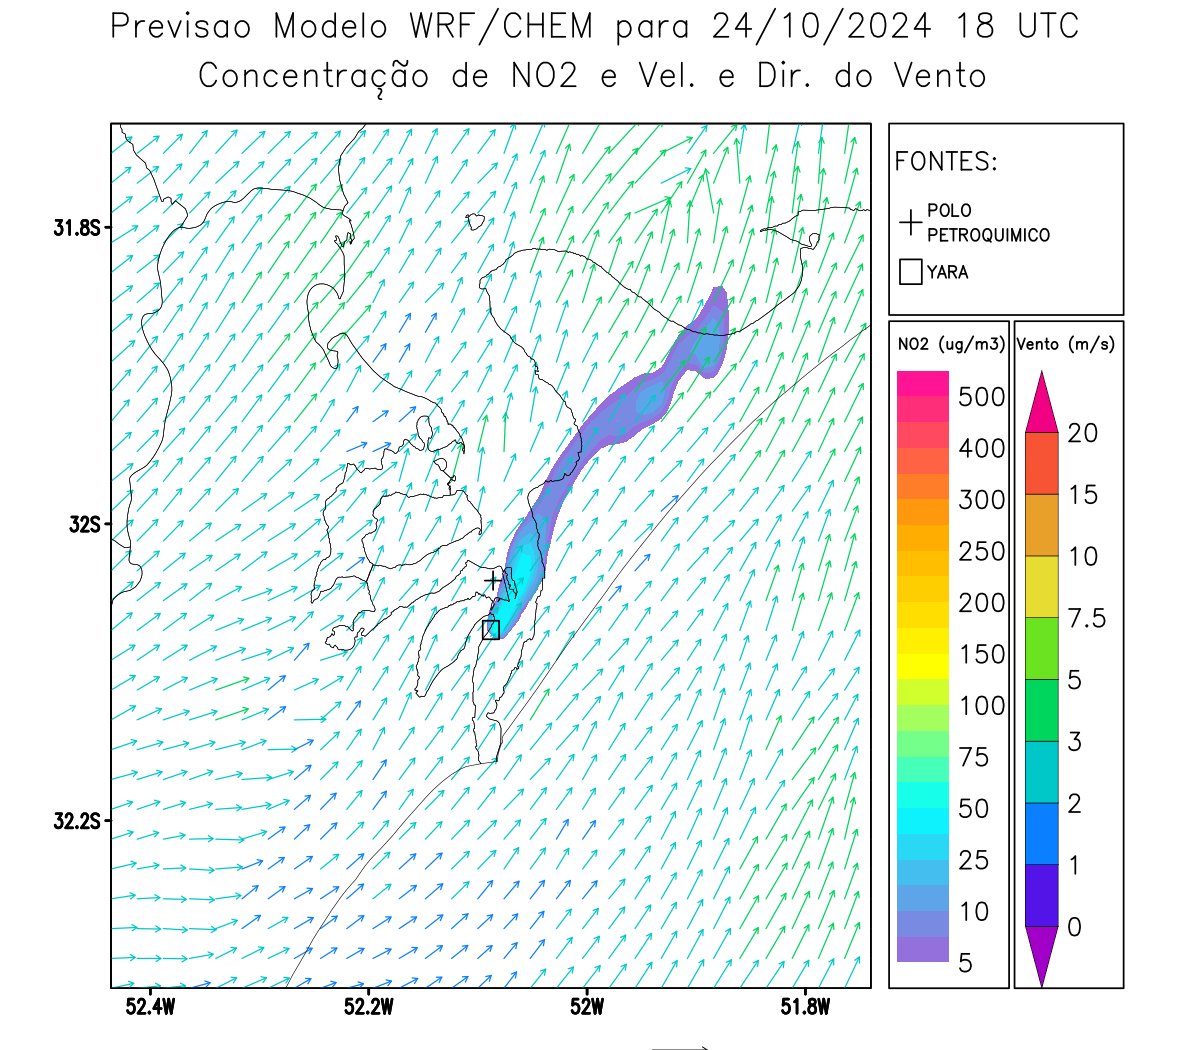 Previsao Modelo WRF/CHEM para 24/10/2024 18 UTC
Concentração de NO2 e Vel. e Dir. do Vento
FONTES:
POLO
PETROQUIMICO
YARA
NO2 (ug/m3)
500
400
300
250
200
150
100
75
50
25
10
5
Vento (m/s)
20
15
10
7.5
5
3
2
1
0
31.8S
32S
32.2S
52.4W
52.2W
52W
51.8W